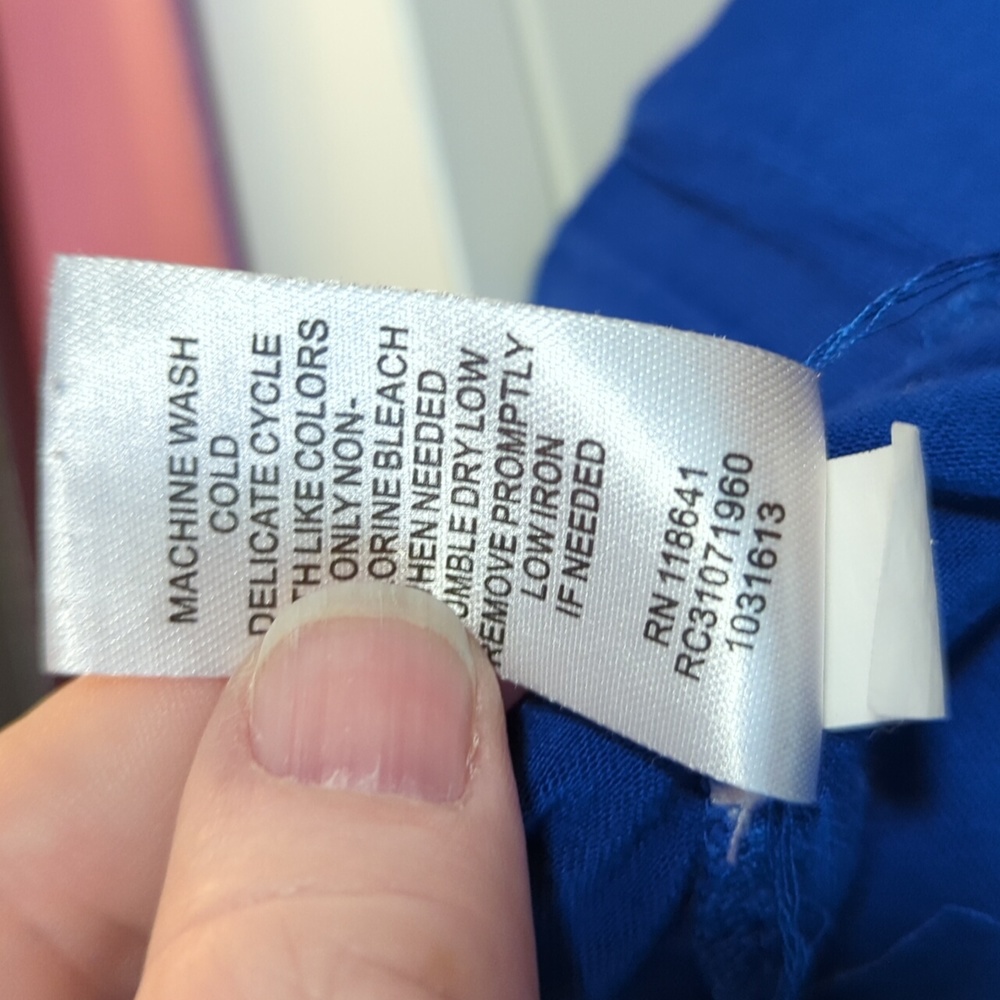 MACHINE WASH
COLD
DELICATE CYCLE
TH LIKE COLORS
ONLY NON-
ORINE BLEACH
HEN NEEDED
UMBLE DRY LOW
REMOVE PROMPTLY
LOW IRON
IF NEEDED
RN 118641
RC31071960
1031613